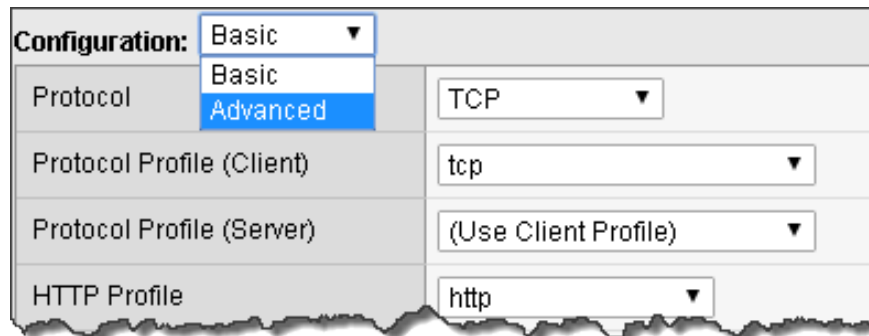 Configuration: Basic ▼
Basic
Advanced
Protocol TCP ▼
Protocol Profile (Client) tcp ▼
Protocol Profile (Server) (Use Client Profile) ▼
HTTP Profile http ▼